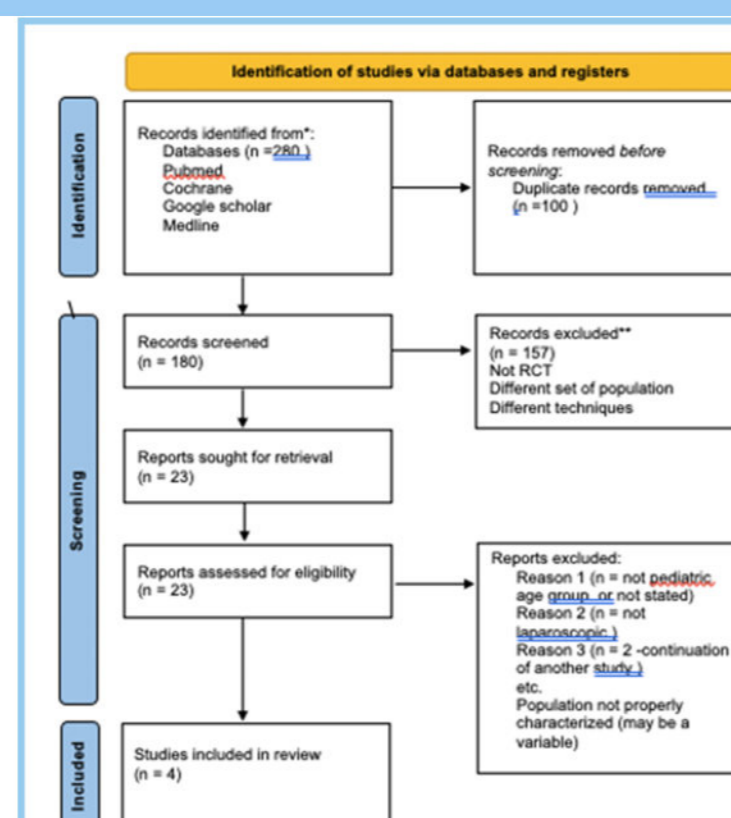 Identification of studies via databases and registers
Identification
Records identified from*:
Databases (n =280 )
Pubmed
Cochrane
Google scholar
Medline
Records removed before
screening:
Duplicate records removed
(n =100 )
Screening
Records screened
(n = 180)
Records excluded**
(n = 157)
Not RCT
Different set of population
Different techniques
Reports sought for retrieval
(n = 23)
Reports assessed for eligibility
(n = 23)
Reports excluded:
Reason 1 (n = not pediatric
age group or not stated)
Reason 2 (n = not
laparoscopic )
Reason 3 (n = 2 -continuation
of another study )
etc.
Population not properly
characterized (may be a
variable)
Included
Studies included in review
(n = 4)